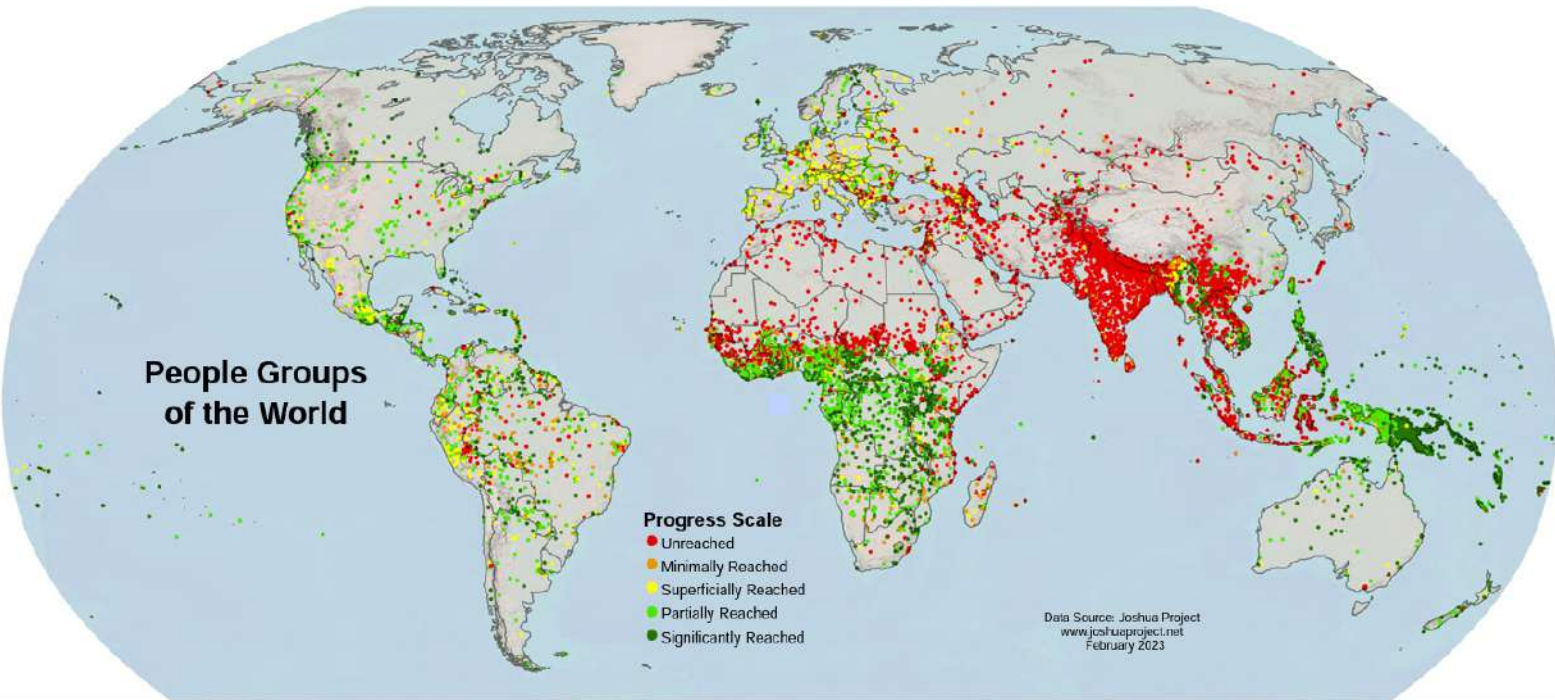 People Groups
of the World
Progress Scale
Unreached
Minimally Reached
Superficially Reached
Partially Reached
Significantly Reached
Data Source: Joshua Project
www.joshuaproject.net
February 2023